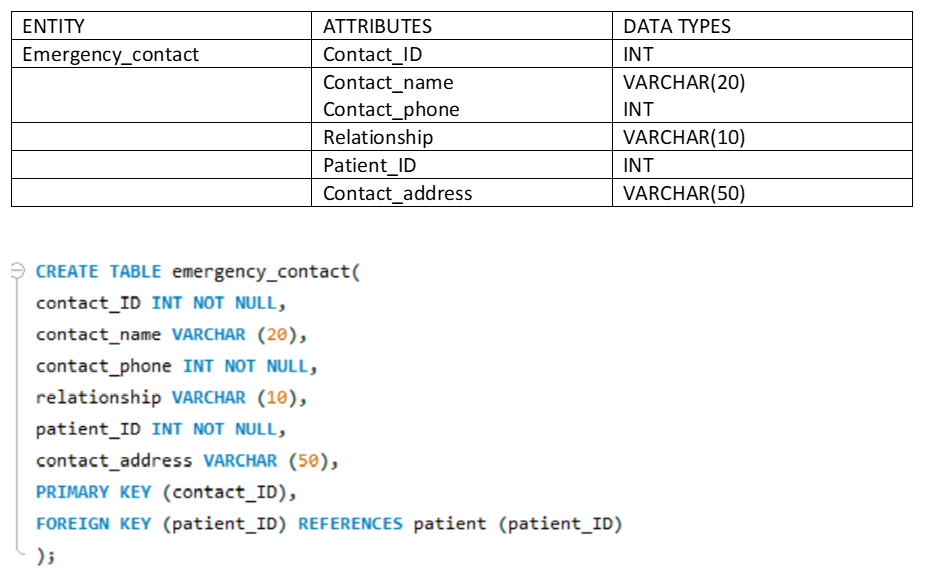 ENTITY ATTRIBUTES DATA TYPES
Emergency_contact Contact_ID INT
Contact_name VARCHAR(20)
Contact_phone INT
Relationship VARCHAR(10)
Patient_ID INT
Contact_address VARCHAR(50)
CREATE TABLE emergency_contact(
contact_ID INT NOT NULL,
contact_name VARCHAR (20),
contact_phone INT NOT NULL,
relationship VARCHAR (10),
patient_ID INT NOT NULL,
contact_address VARCHAR (50),
PRIMARY KEY (contact_ID),
FOREIGN KEY (patient_ID) REFERENCES patient (patient_ID)
);